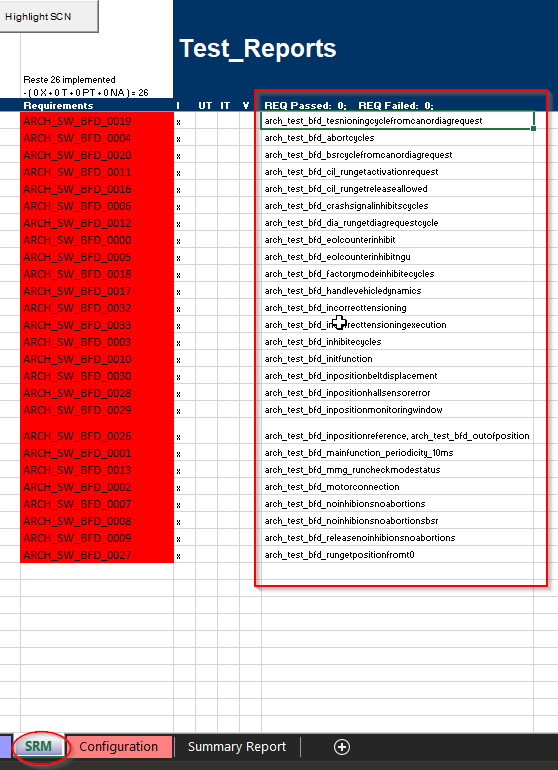 Highlight SCN
Test_Reports
Reste 26 implemented
- ( 0 X + 0 T + 0 PT + 0 NA ) = 26
Requirements I UT IT V REQ Passed: 0; REQ Failed: 0;
ARCH_SW_BFD_0019 x arch_test_bfd_tesnioningcyclefromcanordiagrequest
ARCH_SW_BFD_0004 x arch_test_bfd_abortcycles
ARCH_SW_BFD_0020 x arch_test_bfd_bsrcyclefromcanordiagrequest
ARCH_SW_BFD_0011 x arch_test_bfd_cil_rungetactivationrequest
ARCH_SW_BFD_0016 x arch_test_bfd_cil_rungetreleaseallowed
ARCH_SW_BFD_0006 x arch_test_bfd_crashsignalinhibitscycles
ARCH_SW_BFD_0012 x arch_test_bfd_dia_rungetdiagrequestcycle
ARCH_SW_BFD_0000 x arch_test_bfd_eolcounterinhibit
ARCH_SW_BFD_0005 x arch_test_bfd_eolcounterinhibitngu
ARCH_SW_BFD_0018 x arch_test_bfd_factorymodeinhibitecycles
ARCH_SW_BFD_0017 x arch_test_bfd_handlevehicledynamics
ARCH_SW_BFD_0032 x arch_test_bfd_incorrecttensioning
ARCH_SW_BFD_0033 x
ARCH_SW_BFD_0003 x arch_test_bfd_inhibitecycles
ARCH_SW_BFD_0010 x arch_test_bfd_initfunction
ARCH_SW_BFD_0030 x arch_test_bfd_inpositionbeltdisplacement
ARCH_SW_BFD_0028 x arch_test_bfd_inpositionhallsensorerror
ARCH_SW_BFD_0029 x arch_test_bfd_inpositionmonitoringwindow
ARCH_SW_BFD_0026 x arch_test_bfd_inpositionreference, arch_test_bfd_outofposition
ARCH_SW_BFD_0001 x arch_test_bfd_mainfunction_periodicity_10ms
ARCH_SW_BFD_0013 x arch_test_bfd_mmg_runcheckmodestatus
ARCH_SW_BFD_0002 x arch_test_bfd_motorconnection
ARCH_SW_BFD_0007 x arch_test_bfd_noinhibionsnoabortions
ARCH_SW_BFD_0008 x arch_test_bfd_noinhibionsnoabortionsbsr
ARCH_SW_BFD_0009 x arch_test_bfd_releasenoinhibionsnoabortions
ARCH_SW_BFD_0027 x arch_test_bfd_rungetpositionfromt0
SRM Configuration Summary Report